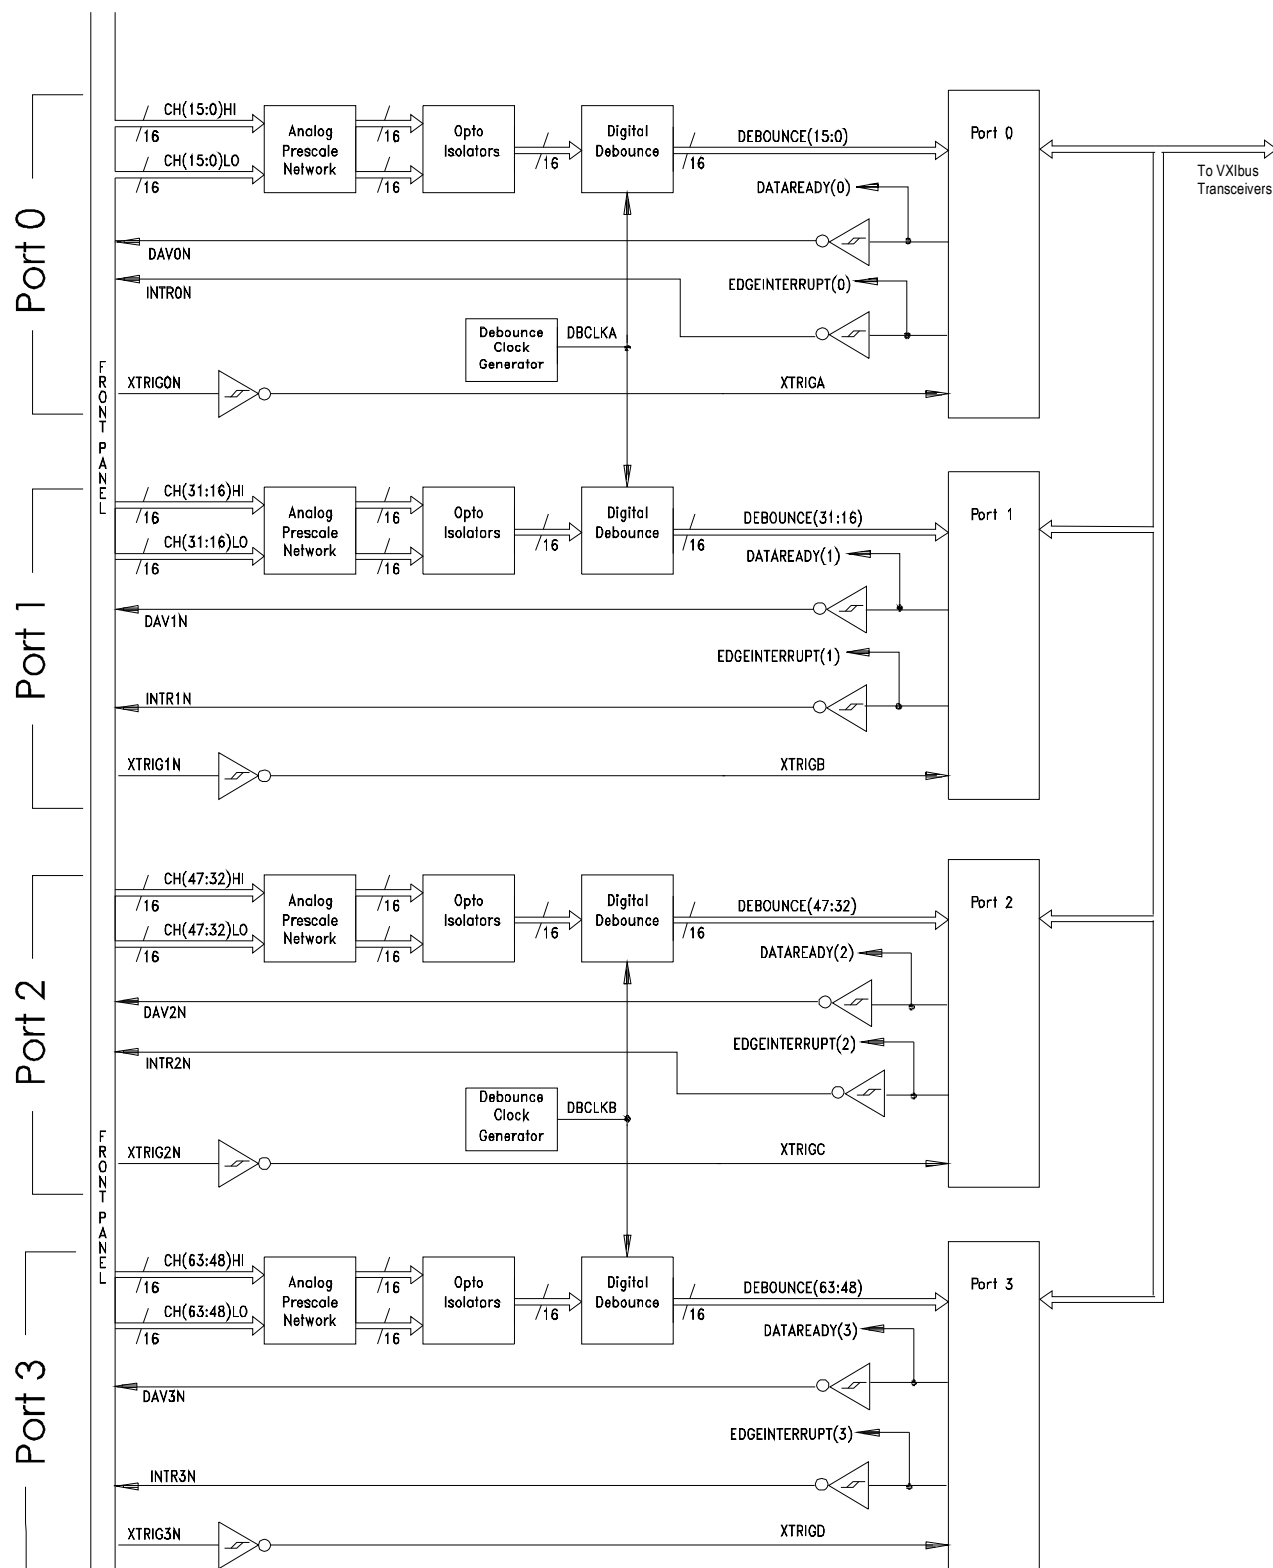 Port 0
CH(15:0)HI
/16
CH(15:0)LO
/16
Analog
Prescale
Network
/16
/16
Opto
Isolators
/16
Digital
Debounce
/16
DEBOUNCE(15:0)
Port 0
To VXIbus
Transceivers
DATAREADY(0)
DAV0N
INTR0N
EDGEINTERRUPT(0)
Debounce
Clock
Generator
DBCLKA
XTRIG0N
XTRIGA
FRONT PANEL
Port 1
CH(31:16)HI
/16
CH(31:16)LO
/16
Analog
Prescale
Network
/16
/16
Opto
Isolators
/16
Digital
Debounce
/16
DEBOUNCE(31:16)
Port 1
DATAREADY(1)
DAV1N
EDGEINTERRUPT(1)
INTR1N
XTRIG1N
XTRIGB
Port 2
CH(47:32)HI
/16
CH(47:32)LO
/16
Analog
Prescale
Network
/16
/16
Opto
Isolators
/16
Digital
Debounce
/16
DEBOUNCE(47:32)
Port 2
DATAREADY(2)
DAV2N
EDGEINTERRUPT(2)
INTR2N
Debounce
Clock
Generator
DBCLKB
XTRIG2N
XTRIGC
FRONT PANEL
Port 3
CH(63:48)HI
/16
CH(63:48)LO
/16
Analog
Prescale
Network
/16
/16
Opto
Isolators
/16
Digital
Debounce
/16
DEBOUNCE(63:48)
Port 3
DATAREADY(3)
DAV3N
EDGEINTERRUPT(3)
INTR3N
XTRIG3N
XTRIGD